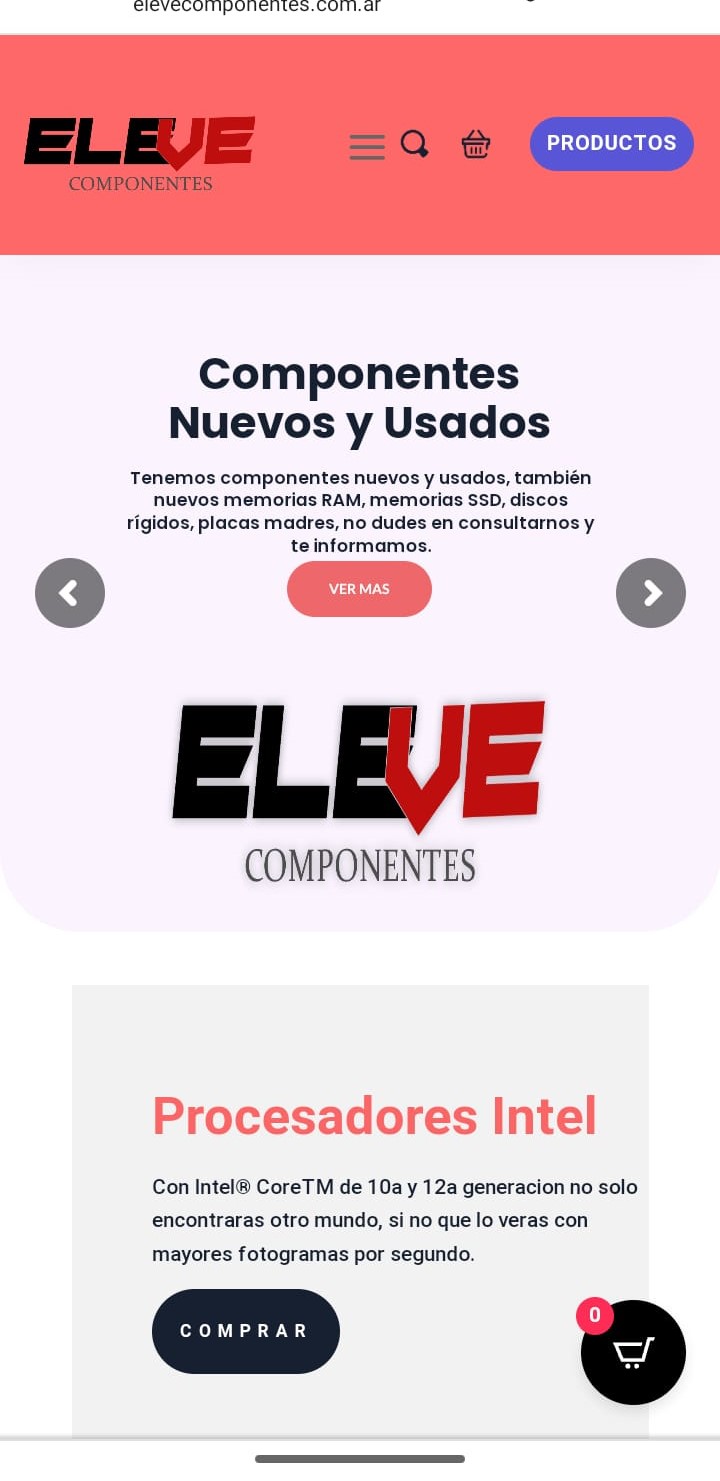 elevecomponentes.com.ar
ELEVE
COMPONENTES
PRODUCTOS
Componentes
Nuevos y Usados
Tenemos componentes nuevos y usados, también
nuevos memorias RAM, memorias SSD, discos
rígidos, placas madres, no dudes en consultarnos y
te informamos.
VER MAS
ELEVE
COMPONENTES
Procesadores Intel
Con Intel® CoreTM de 10a y 12a generacion no solo
encontraras otro mundo, si no que lo veras con
mayores fotogramas por segundo.
COMPRAR
0